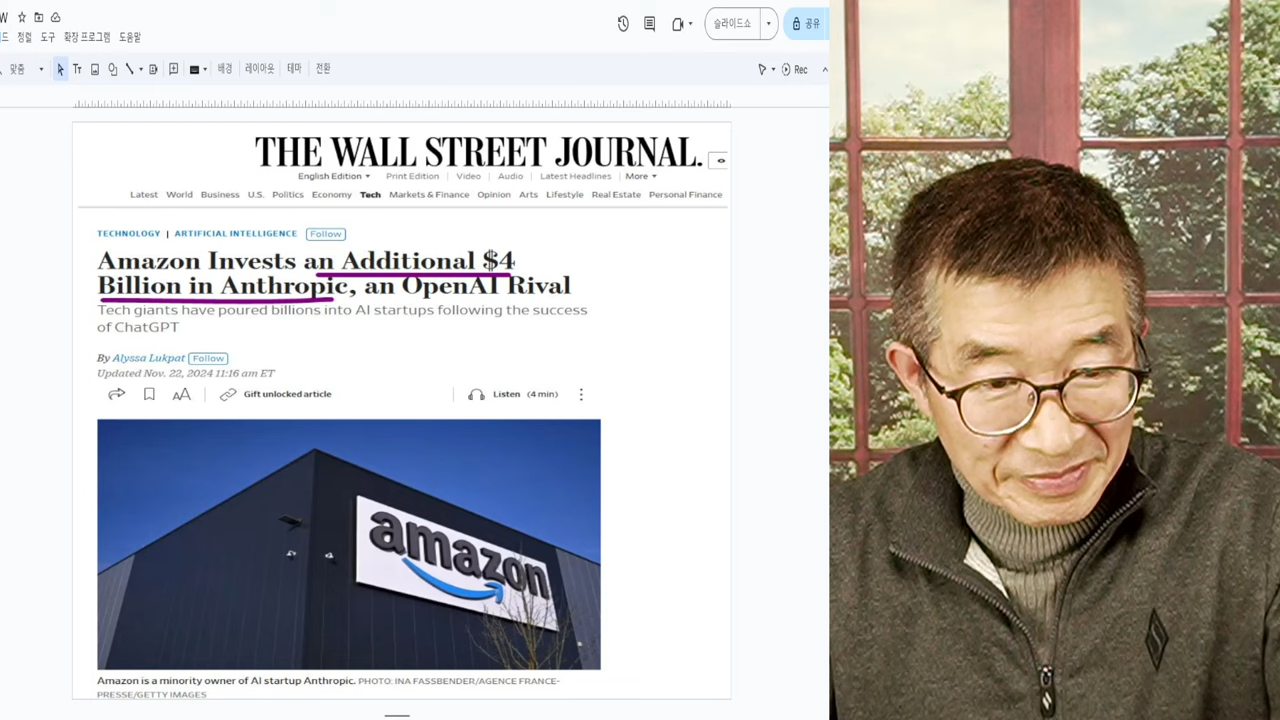 W
드 정렬 도구 확장 프로그램 도움말
슬라이드쇼
공유
맞춤
Tт
배경 레이아웃 테마 전환
Rec
THE WALL STREET JOURNAL.
English Edition Print Edition Video Audio Latest Headlines More
Latest World Business U.S. Politics Economy Tech Markets & Finance Opinion Arts Lifestyle Real Estate Personal Finance
TECHNOLOGY | ARTIFICIAL INTELLIGENCE Follow
Amazon Invests an Additional $4
Billion in Anthropic, an OpenAI Rival
Tech giants have poured billions into AI startups following the success
of ChatGPT
By Alyssa Lukpat Follow
Updated Nov. 22, 2024 11:16 am ET
AA Gift unlocked article Listen (4 min)
amazon
Amazon is a minority owner of AI startup Anthropic. PHOTO: INA FASSBENDER/AGENCE FRANCE-
PRESSE/GETTY IMAGES